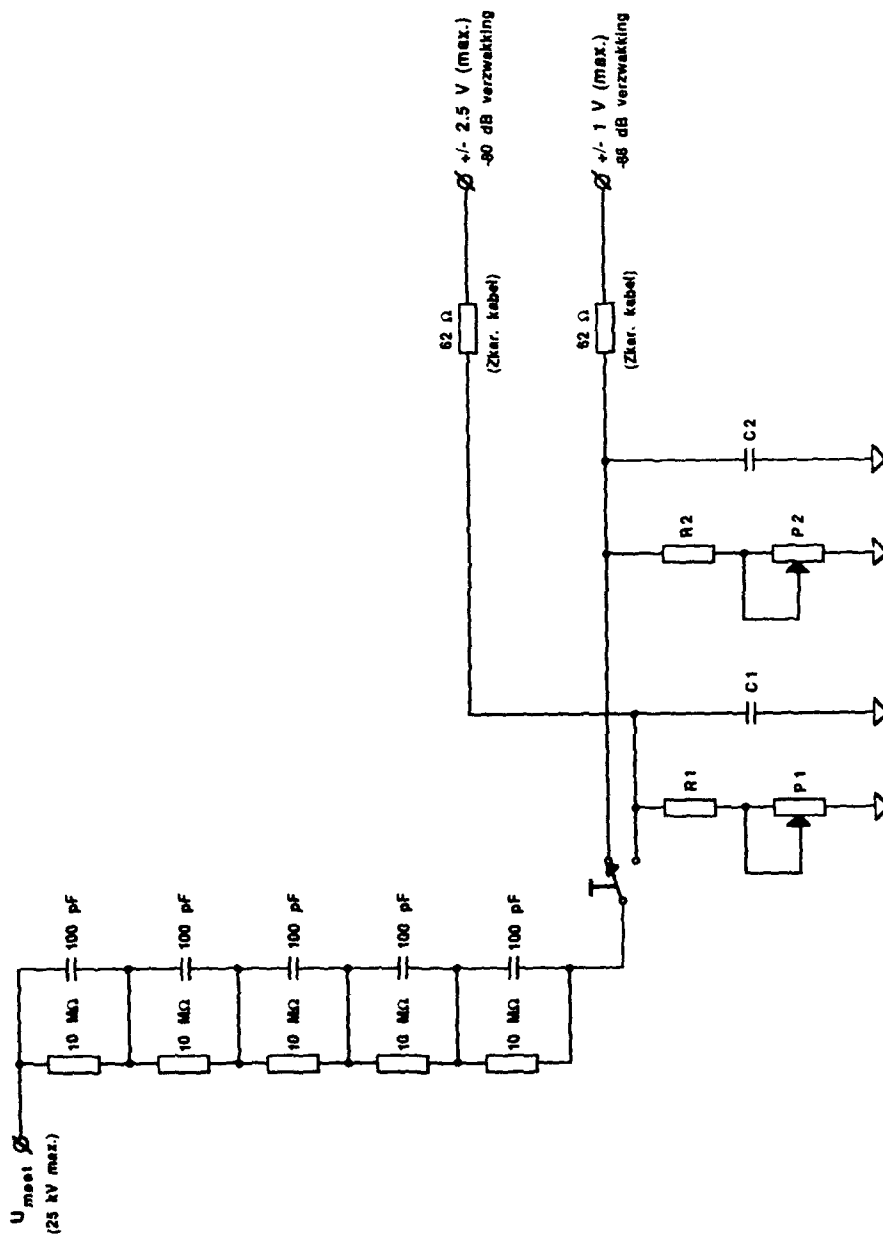 U meet
(25 kV max.)
10 MΩ
100 pF
10 MΩ
100 pF
10 MΩ
100 pF
10 MΩ
100 pF
10 MΩ
100 pF
R1
P1
C1
R2
P2
C2
62 Ω
(Zkar. kabel)
+/- 2.5 V (max.)
-80 dB verzwakking
62 Ω
(Zkar. kabel)
+/- 1 V (max.)
-88 dB verzwakking